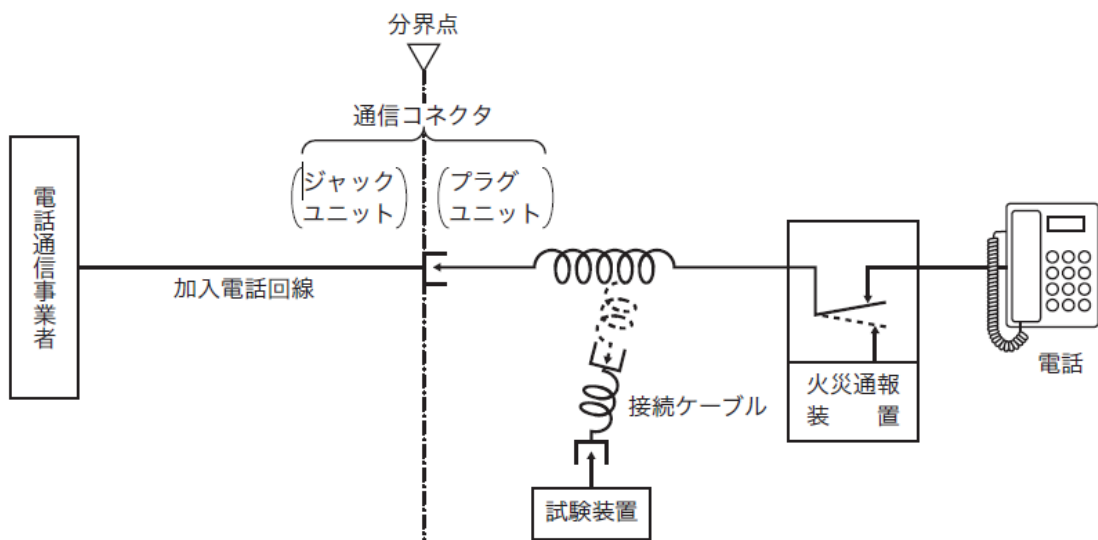 分界点
通信コネクタ
(ジャック
ユニット)
(プラグ
ユニット)
電話通信事業者
加入電話回線
電話
火災通報
装　置
接続ケーブル
試験装置